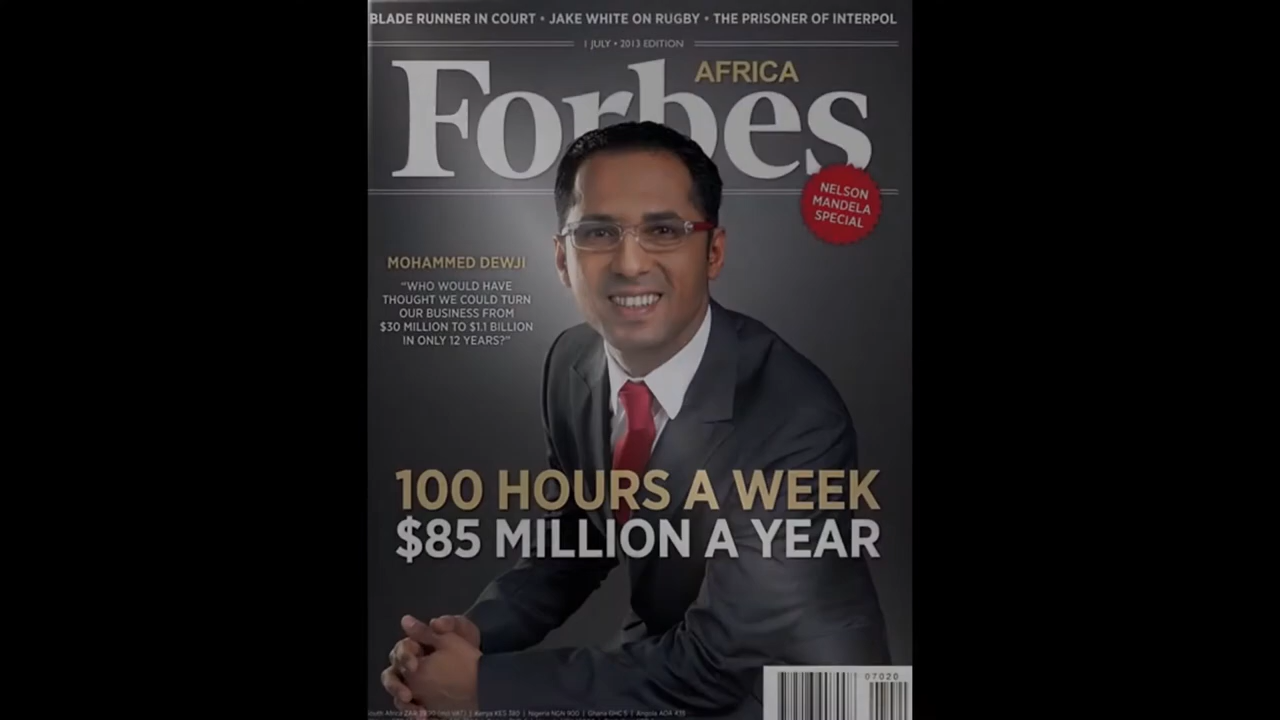 BLADE RUNNER IN COURT • JAKE WHITE ON RUGBY • THE PRISONER OF INTERPOL
1 JULY • 2013 EDITION
AFRICA
Forbes
NELSON
MANDELA
SPECIAL
MOHAMMED DEWJI
"WHO WOULD HAVE
THOUGHT WE COULD TURN
OUR BUSINESS FROM
$30 MILLION TO $1.1 BILLION
IN ONLY 12 YEARS?"
100 HOURS A WEEK
$85 MILLION A YEAR
07020